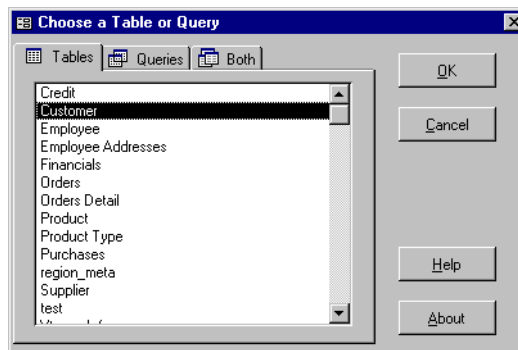 Choose a Table or Query
Tables Queries Both
Credit
Customer
Employee
Employee Addresses
Financials
Orders
Orders Detail
Product
Product Type
Purchases
region_meta
Supplier
test
OK
Cancel
Help
About